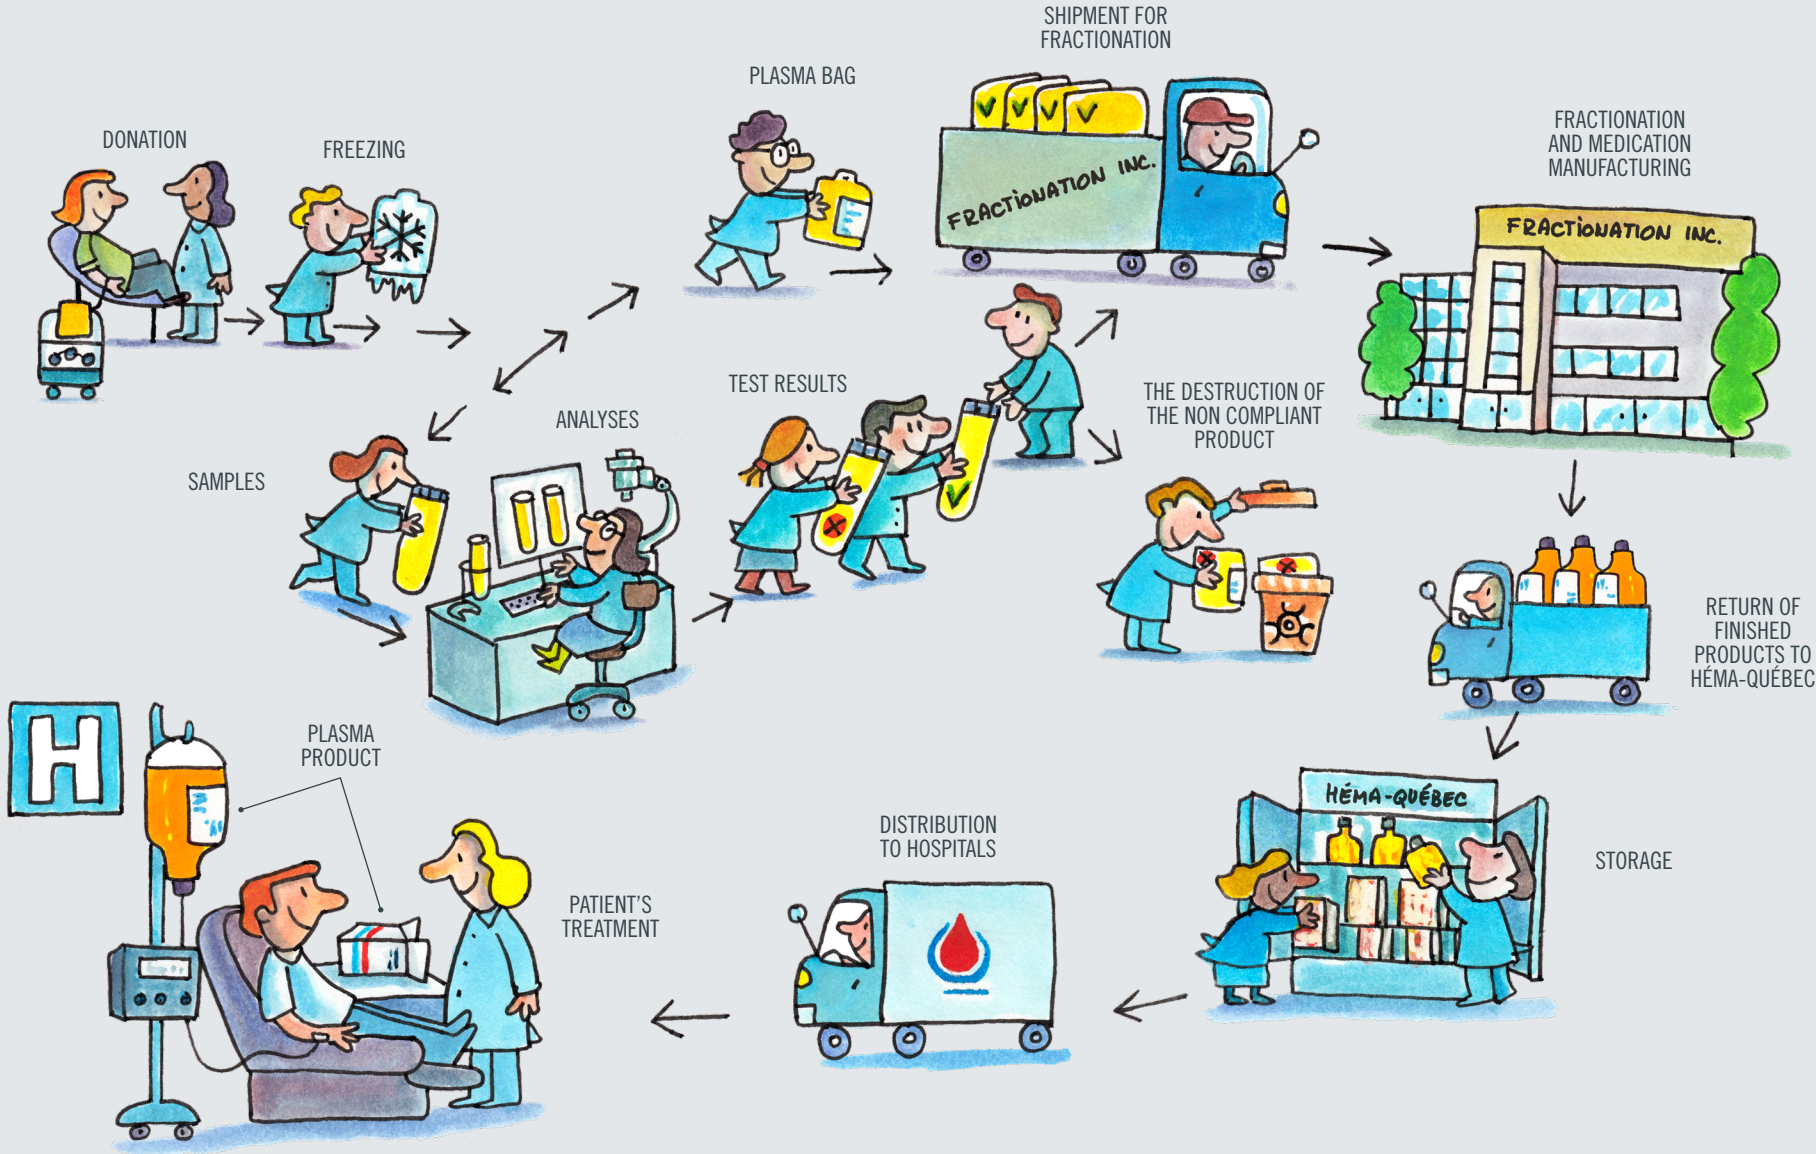 DONATION
FREEZING
PLASMA BAG
SHIPMENT FOR
FRACTIONATION
FRACTIONATION INC.
FRACTIONATION
AND MEDICATION
MANUFACTURING
FRACTIONATION INC.
SAMPLES
ANALYSES
TEST RESULTS
THE DESTRUCTION OF
THE NON COMPLIANT
PRODUCT
RETURN OF
FINISHED
PRODUCTS TO
HÉMA-QUÉBEC
HÉMA-QUÉBEC
STORAGE
DISTRIBUTION
TO HOSPITALS
PATIENT'S
TREATMENT
PLASMA
PRODUCT
H